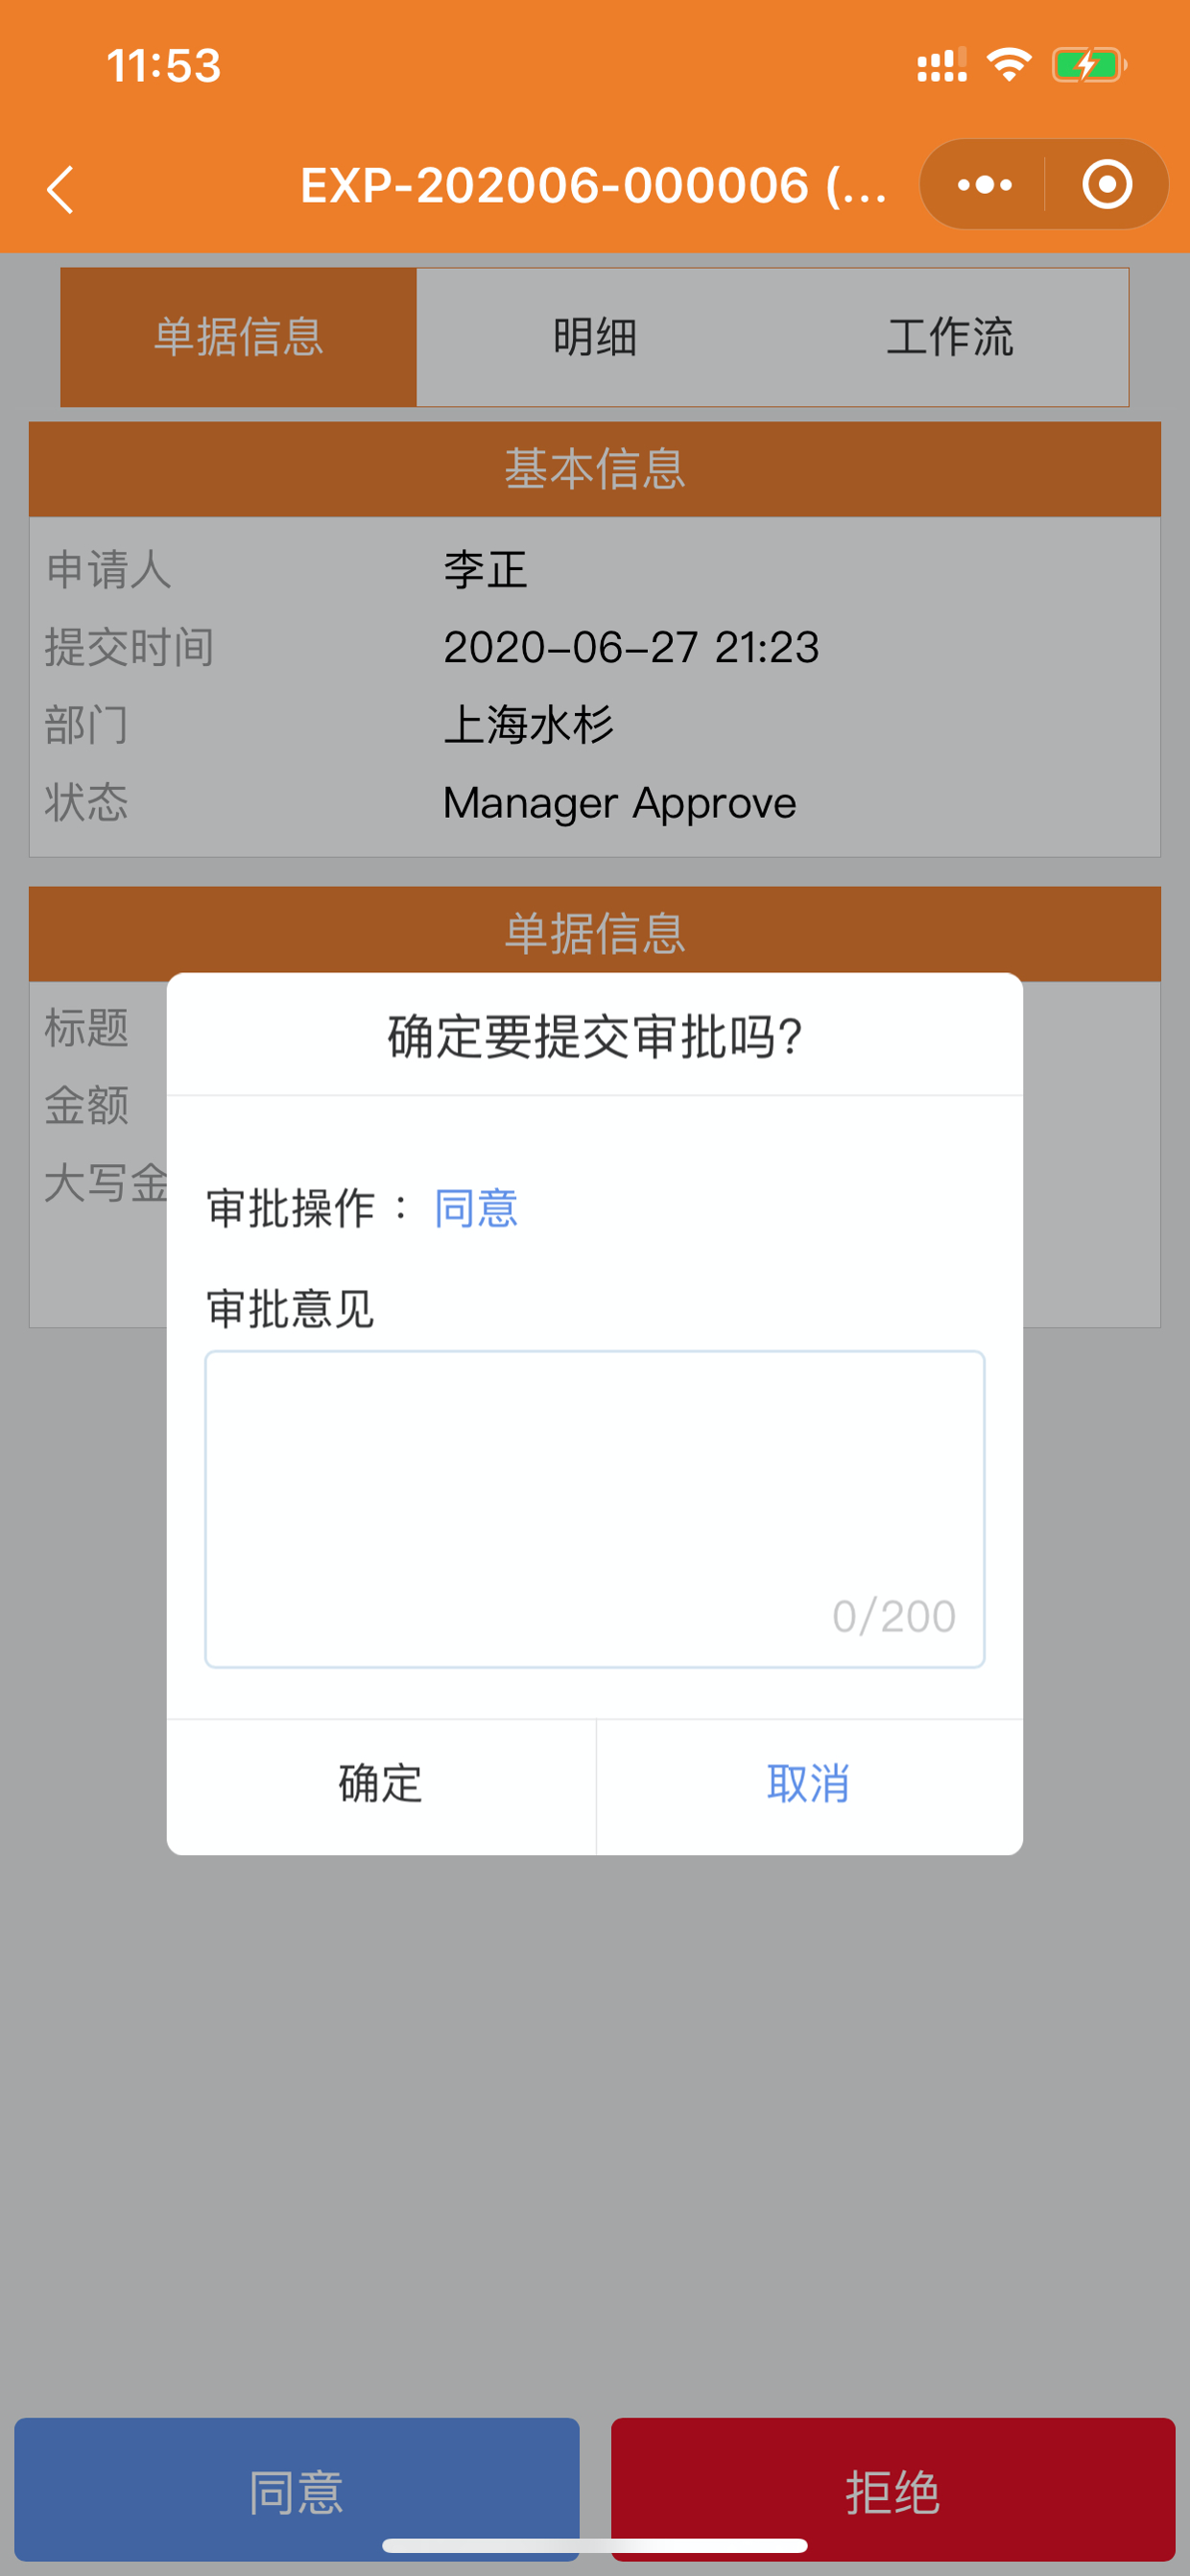 11:53
EXP-202006-000006 (...
单据信息 明细 工作流
基本信息
申请人 李正
提交时间 2020-06-27 21:23
部门 上海水杉
状态 Manager Approve
单据信息
标题
金额
大写金
确定要提交审批吗?
审批操作： 同意
审批意见
0/200
确定 取消
同意 拒绝